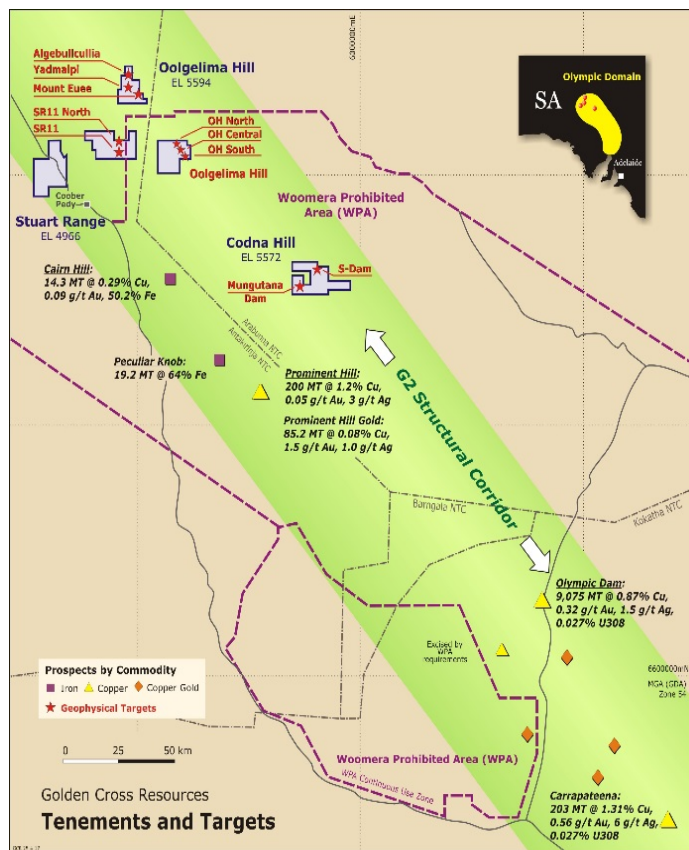 Algebullcullia
Yadmalpi
Mount Euee
Oolgelima Hill
EL 5594
SR11 North
SR11
OH North
OH Central
OH South
Oolgelima Hill
Coober
Pedy
Stuart Range
EL 4966
Woomera Prohibited
Area (WPA)
6300000mE
Olympic Domain
SA
Adelaide
Codna Hill
EL 5572
S-Dam
Mungutana
Dam
Cairn Hill:
14.3 MT @ 0.29% Cu,
0.09 g/t Au, 50.2% Fe
Arabunna NTC
Antakirinja NTC
Peculiar Knob:
19.2 MT @ 64% Fe
Prominent Hill:
200 MT @ 1.2% Cu,
0.05 g/t Au, 3 g/t Ag
Prominent Hill Gold:
85.2 MT @ 0.08% Cu,
1.5 g/t Au, 1.0 g/t Ag
G2 Structural Corridor
Barngala NTC
Kokatha NTC
Olympic Dam:
9,075 MT @ 0.87% Cu,
0.32 g/t Au, 1.5 g/t Ag,
0.027% U308
Excised by
WPA
requirements
6600000mN
MGA (GDA)
Zone 54
Prospects by Commodity
Iron Copper Copper Gold
Geophysical Targets
0 25 50 km
Woomera Prohibited Area (WPA)
WPA Continuous Use Zone
Golden Cross Resources
Tenements and Targets
Carrapateena:
203 MT @ 1.31% Cu,
0.56 g/t Au, 6 g/t Ag,
0.027% U308